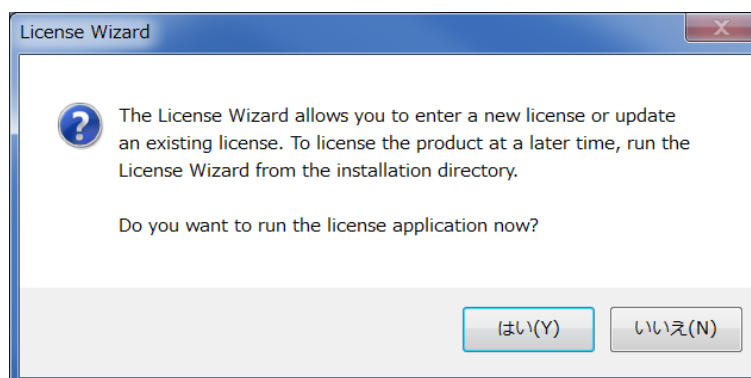 License Wizard
The License Wizard allows you to enter a new license or update
an existing license. To license the product at a later time, run the
License Wizard from the installation directory.
Do you want to run the license application now?
はい(Y)
いいえ(N)